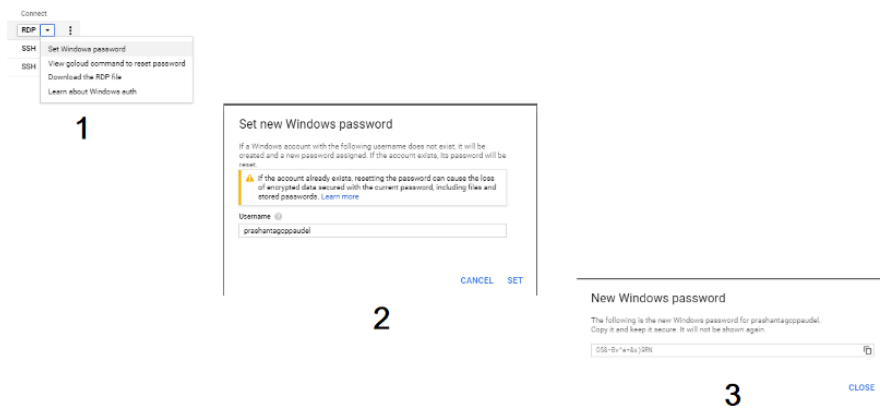 Connect
RDP
SSH
SSH
Set Windows password
View gcloud command to reset password
Download the RDP file
Learn about Windows auth
1
Set new Windows password
If a Windows account with the following username does not exist, it will be
created and a new password assigned. If the account exists, its password will be
reset.
If the account already exists, resetting the password can cause the loss
of encrypted data secured with the current password, including files and
stored passwords. Learn more
Username
prashantagcppaudel
CANCEL SET
2
New Windows password
The following is the new Windows password for prashantagcppaudel.
Copy it and keep it secure. It will not be shown again.
CLOSE
3